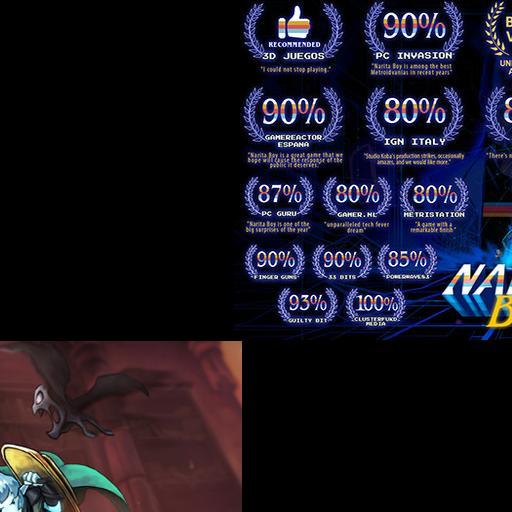 RECOMMENDED
3D JUEGOS
"I could not stop playing."
90%
PC INVASION
"Narita Boy is among the best
Metroidvanias in recent years"
90%
GAMEREACTOR
ESPANA
"Narita Boy is a great game that we
hope will cause the response of the
public it deserves."
80%
IGN ITALY
"Studio Koba's production strikes, occasionally
amazes, and we would like more."
87%
PC GURU
"Narita Boy is one of the
big surprises of the year"
80%
GAMER.NL
"unparalleled tech fever
dream"
80%
METRISTATION
"A game with a
remarkable finish"
90%
FINGER GUNS
90%
33 BITS
85%
93%
GUILTY BIT
100%
CLUSTERFUKD
MEDIA